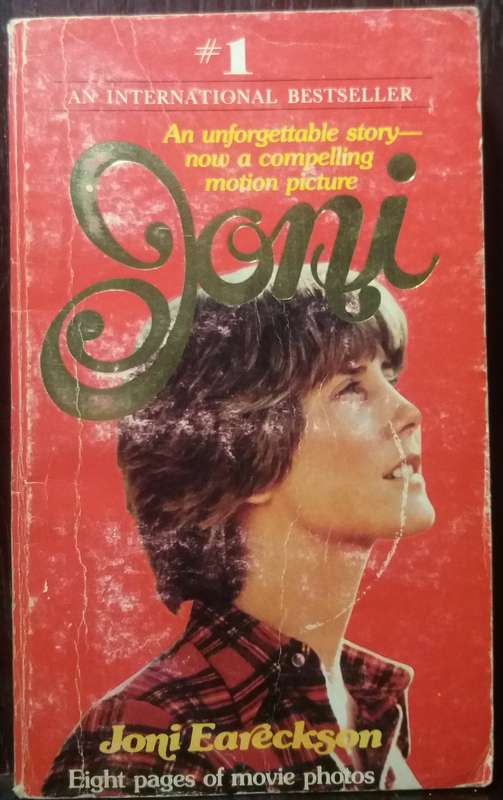 #1
AN INTERNATIONAL BESTSELLER
An unforgettable story—
now a compelling
motion picture
Joni
Joni Eareckson
Eight pages of movie photos